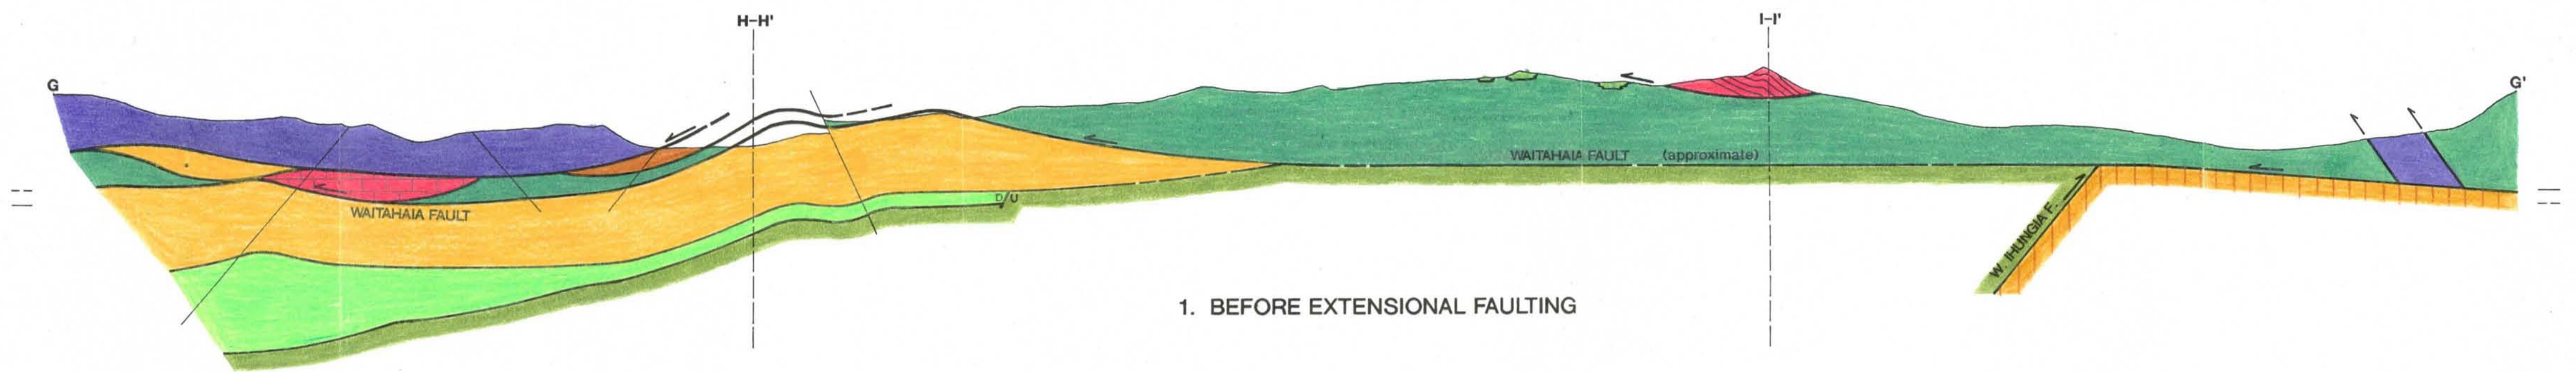 H–H'
I–I'
G
G'
WAITAHAIA FAULT (approximate)
D/U
WAITAHAIA FAULT
W. IHUNGIA F.
1. BEFORE EXTENSIONAL FAULTING